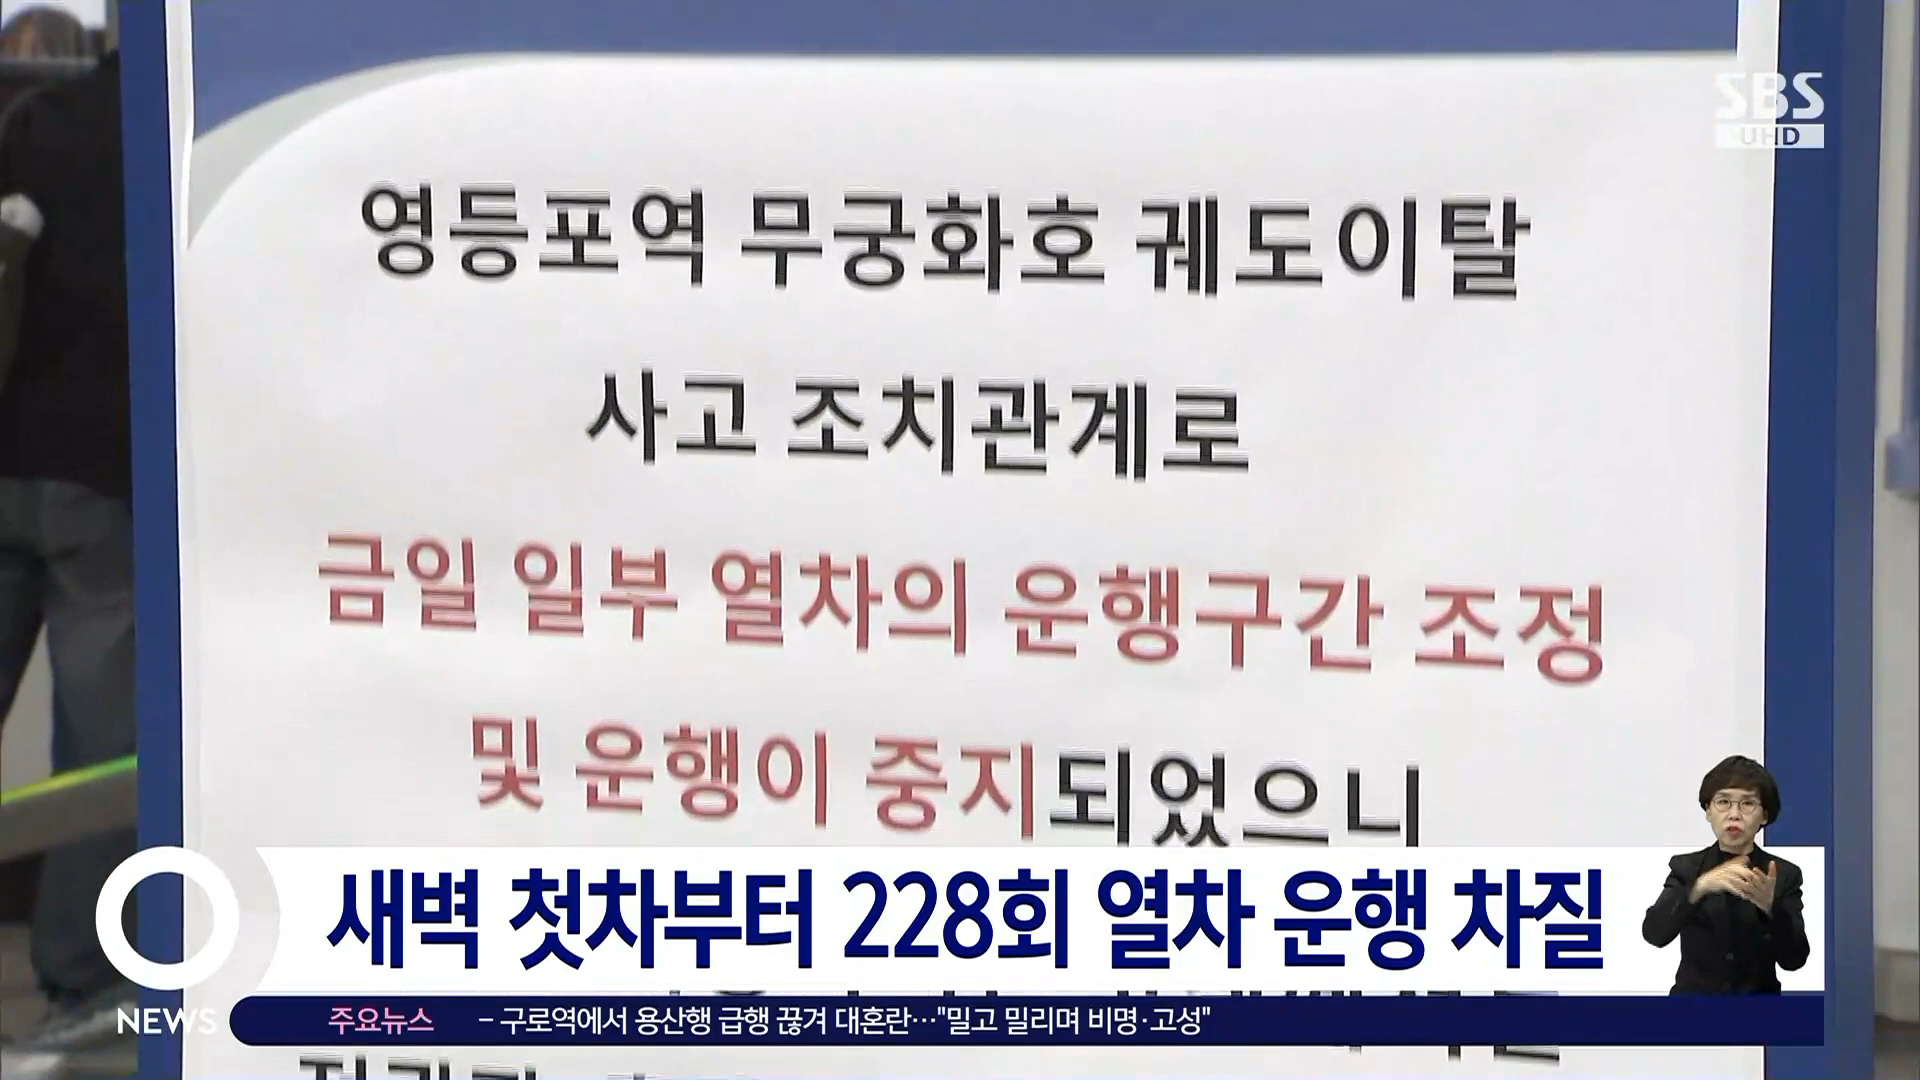 SBS
UHD
영등포역 무궁화호 궤도이탈
사고 조치관계로
금일 일부 열차의 운행구간 조정
및 운행이 중지되었으니
새벽 첫차부터 228회 열차 운행 차질
NEWS
주요뉴스 - 구로역에서 용산행 급행 끊겨 대혼란…"밀고 밀리며 비명·고성"